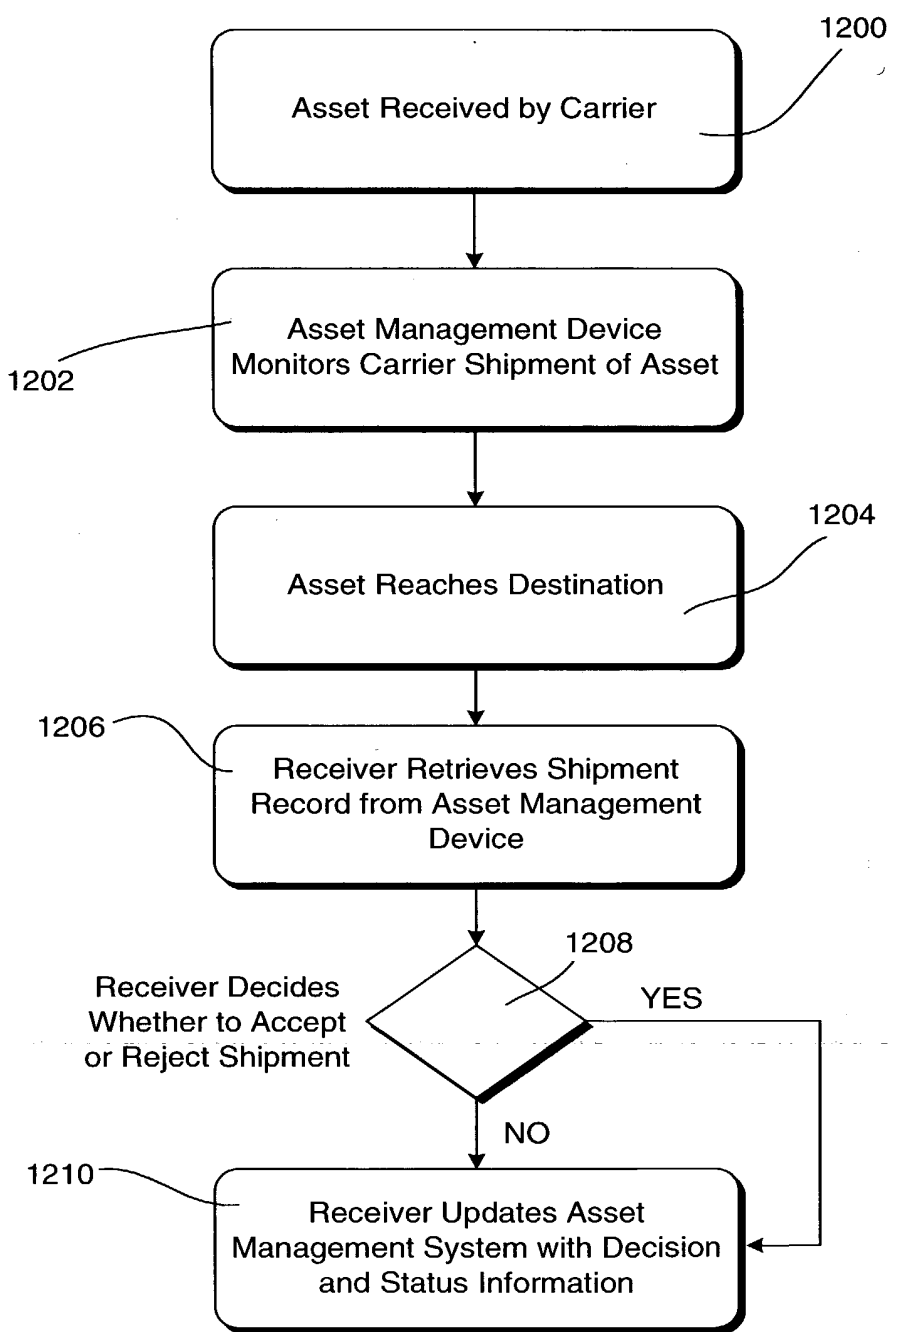 1200
Asset Received by Carrier
Asset Management Device
Monitors Carrier Shipment of Asset
1202
1204
Asset Reaches Destination
1206
Receiver Retrieves Shipment
Record from Asset Management
Device
1208
Receiver Decides
Whether to Accept
or Reject Shipment
YES
NO
1210
Receiver Updates Asset
Management System with Decision
and Status Information